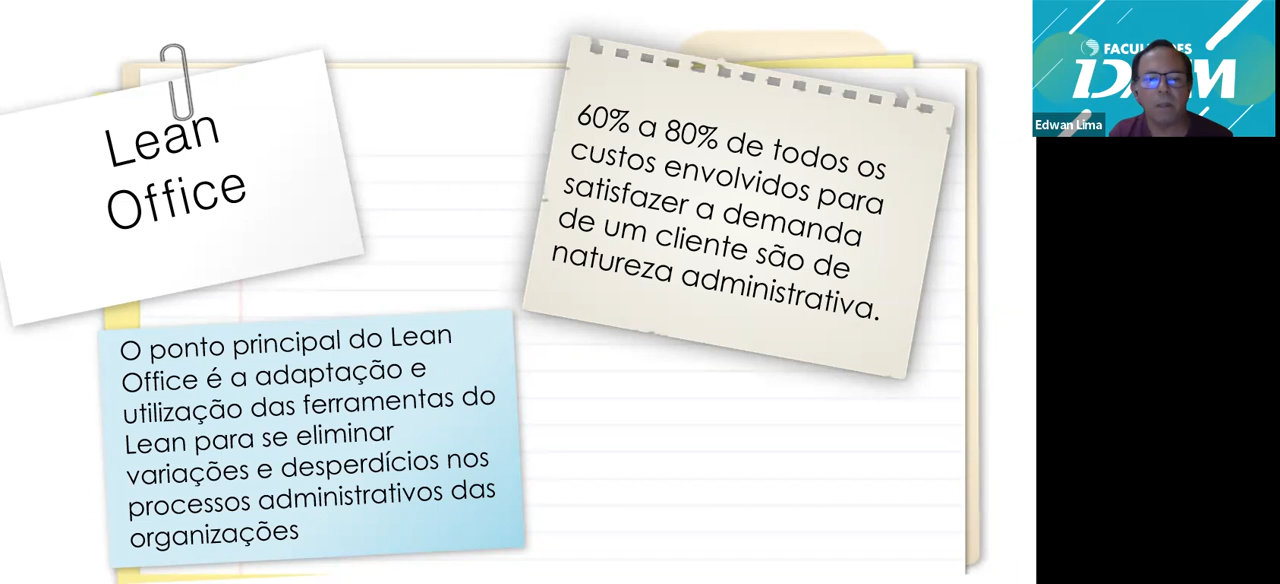 Lean
Office
60% a 80% de todos os
custos envolvidos para
satisfazer a demanda
de um cliente são de
natureza administrativa.
O ponto principal do Lean
Office é a adaptação e
utilização das ferramentas do
Lean para se eliminar
variações e desperdícios nos
processos administrativos das
organizações
Edwan Lima